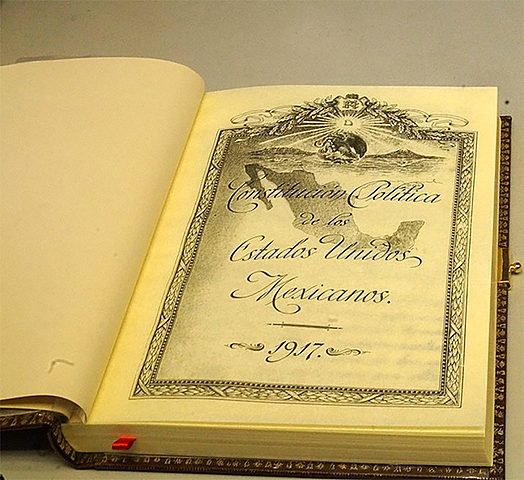 Constitución Política
de los
Estados Unidos
Mexicanos.
1917.